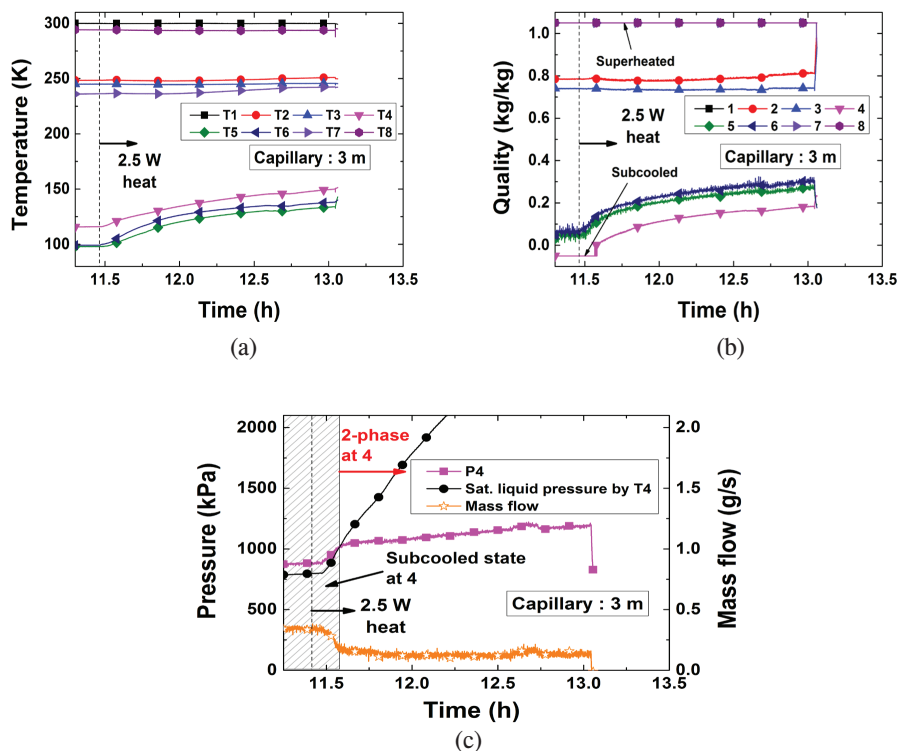 300
250
200
150
100
Temperature (K)
T1 T2 T3 T4
T5 T6 T7 T8
2.5 W
heat
Capillary : 3 m
11.5 12.0 12.5 13.0 13.5
Time (h)
(a)
1.0
0.8
0.6
0.4
0.2
0.0
Quality (kg/kg)
Superheated
1 2 3 4
5 6 7 8
2.5 W
heat
Capillary : 3 m
Subcooled
11.5 12.0 12.5 13.0 13.5
Time (h)
(b)
2000
1500
1000
500
0
Pressure (kPa)
2-phase
at 4
P4
Sat. liquid pressure by T4
Mass flow
Subcooled state
at 4
2.5 W
heat
Capillary : 3 m
2.0
1.5
1.0
0.5
0.0
Mass flow (g/s)
11.5 12.0 12.5 13.0 13.5
Time (h)
(c)